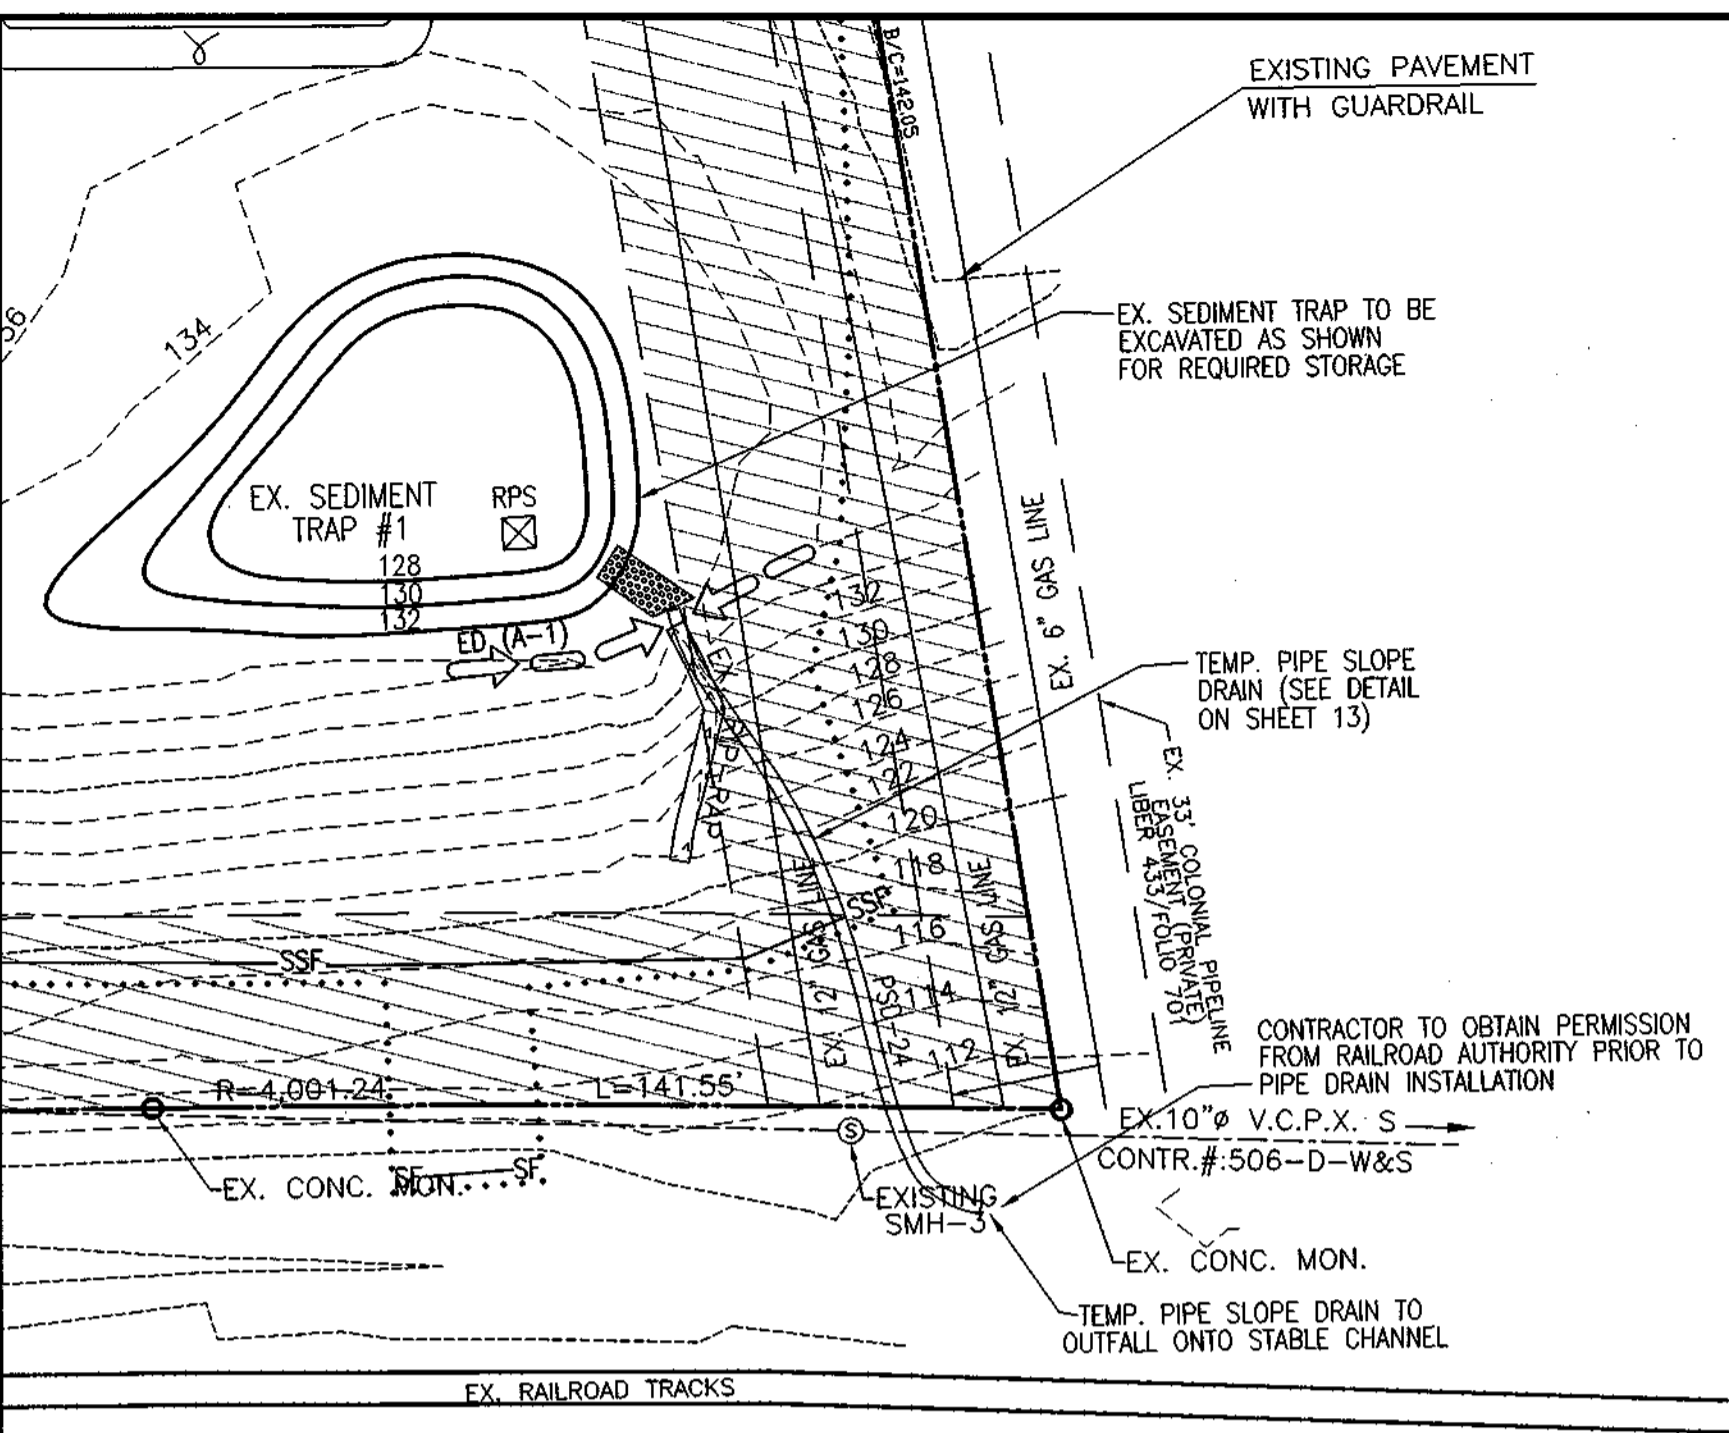 B/C=142.05
EXISTING PAVEMENT
WITH GUARDRAIL
EX. SEDIMENT TRAP TO BE
EXCAVATED AS SHOWN
FOR REQUIRED STORAGE
134
EX. SEDIMENT
TRAP #1
RPS
128
130
132
ED (A-1)
EX. RIPRAP
132
130
128
126
124
122
120
118
116
114
112
EX. 6" GAS LINE
TEMP. PIPE SLOPE
DRAIN (SEE DETAIL
ON SHEET 13)
EX. 33' COLONIAL PIPELINE
EASEMENT (PRIVATE)
LIBER 433/FOLIO 701
SSF
SSF
EX. 12" GAS LINE
PSD-24
EX. 12" GAS LINE
CONTRACTOR TO OBTAIN PERMISSION
FROM RAILROAD AUTHORITY PRIOR TO
PIPE DRAIN INSTALLATION
R=4,001.24'
L=141.55'
EX.10"ø V.C.P.X. S
CONTR.#:506-D-W&S
S
EX. CONC. MON.
SF
SF
EXISTING
SMH-3
EX. CONC. MON.
TEMP. PIPE SLOPE DRAIN TO
OUTFALL ONTO STABLE CHANNEL
EX. RAILROAD TRACKS